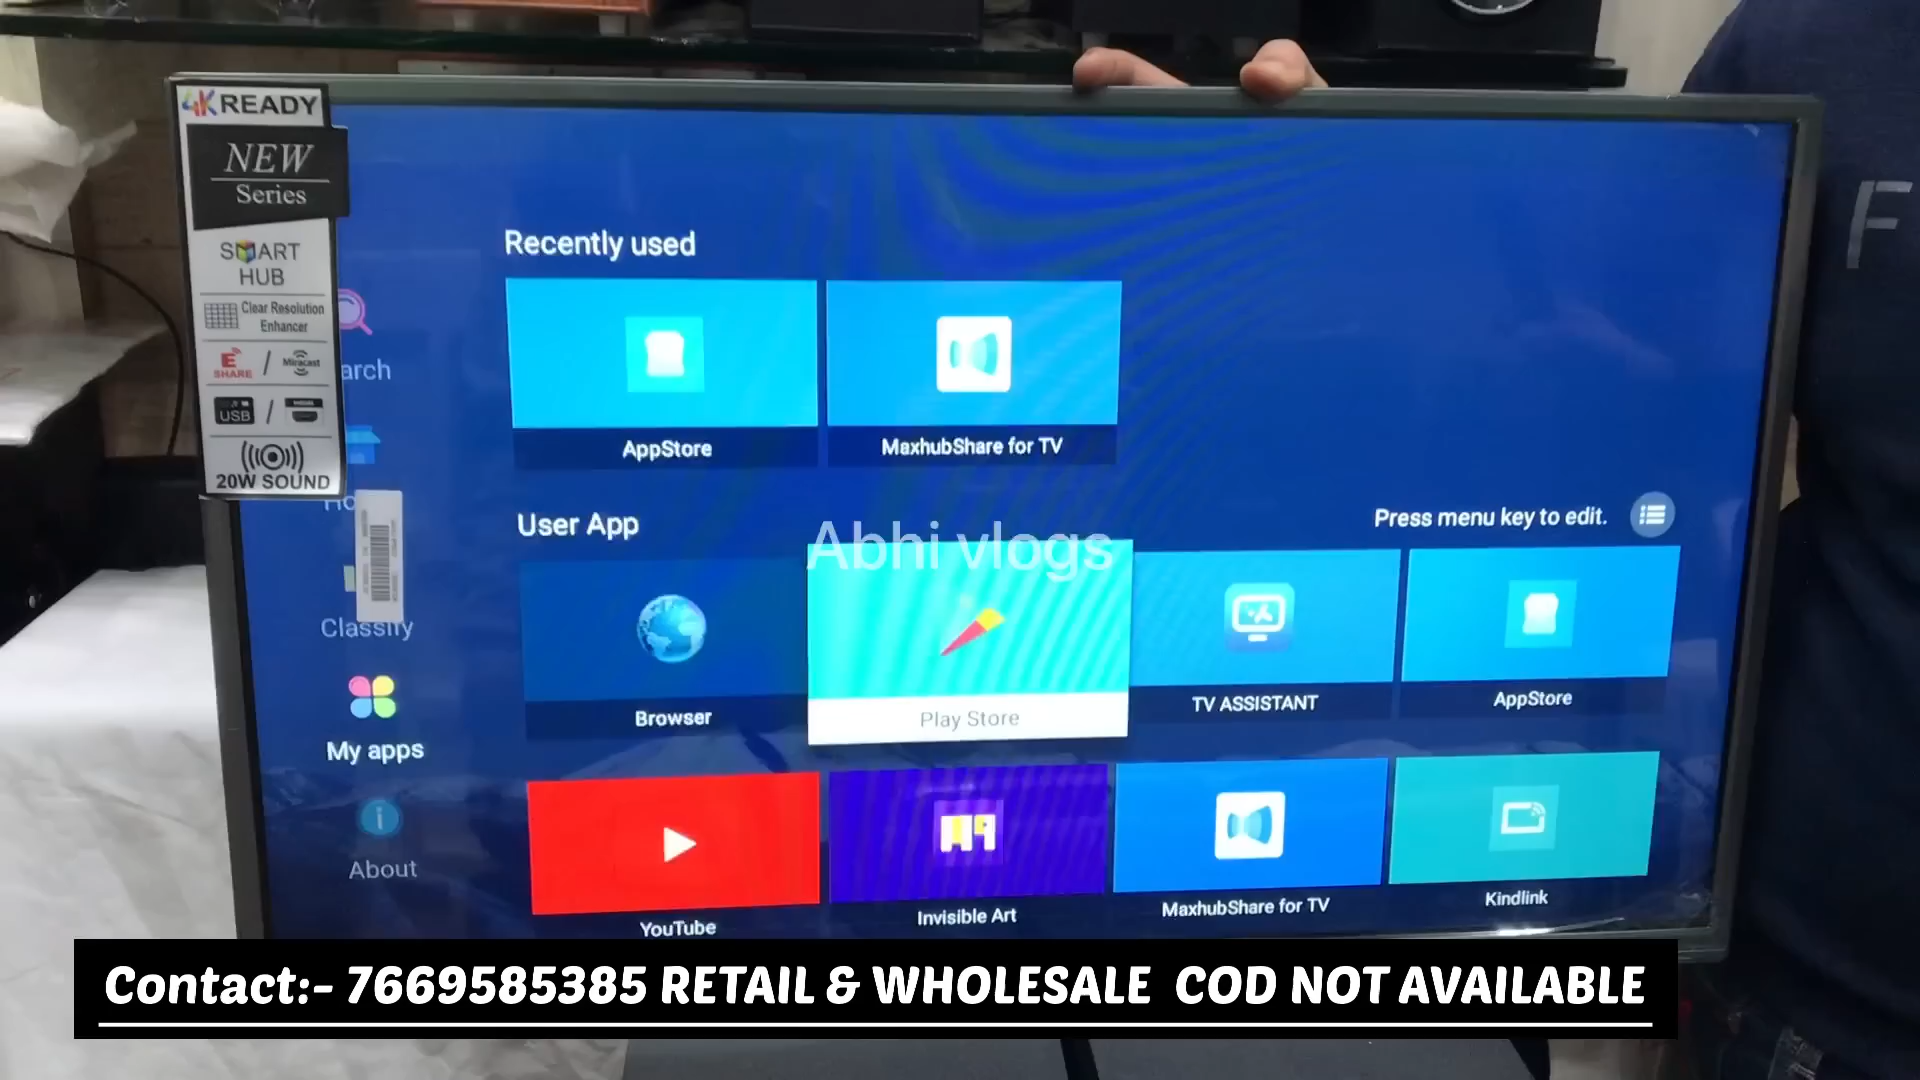 4K READY
NEW
Series
SMART
HUB
Clear Resolution
Enhancer
E
SHARE / Miracast
USB /
20W SOUND
Recently used
arch
AppStore
MaxhubShare for TV
Ho
User App
Press menu key to edit.
Abhi vlogs
Classify
Browser
Play Store
TV ASSISTANT
AppStore
My apps
About
YouTube
Invisible Art
MaxhubShare for TV
Kindlink
F
Contact:- 7669585385 RETAIL & WHOLESALE COD NOT AVAILABLE